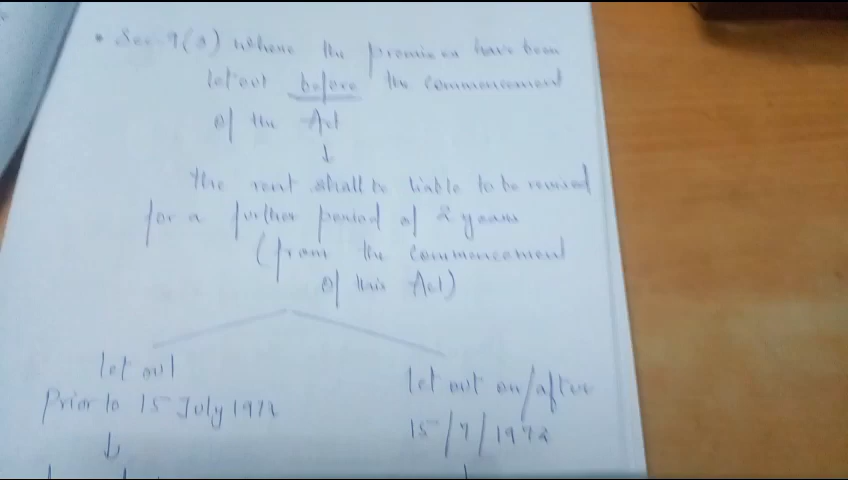 • Sec. 9(3) where the premises have been
let out before the commencement
of the Act
↓
The rent shall be liable to be revised
for a further period of 2 years
(from the commencement
of this Act)
let out
Prior to 15 July 1972
↓
let out on/after
15/7/1972